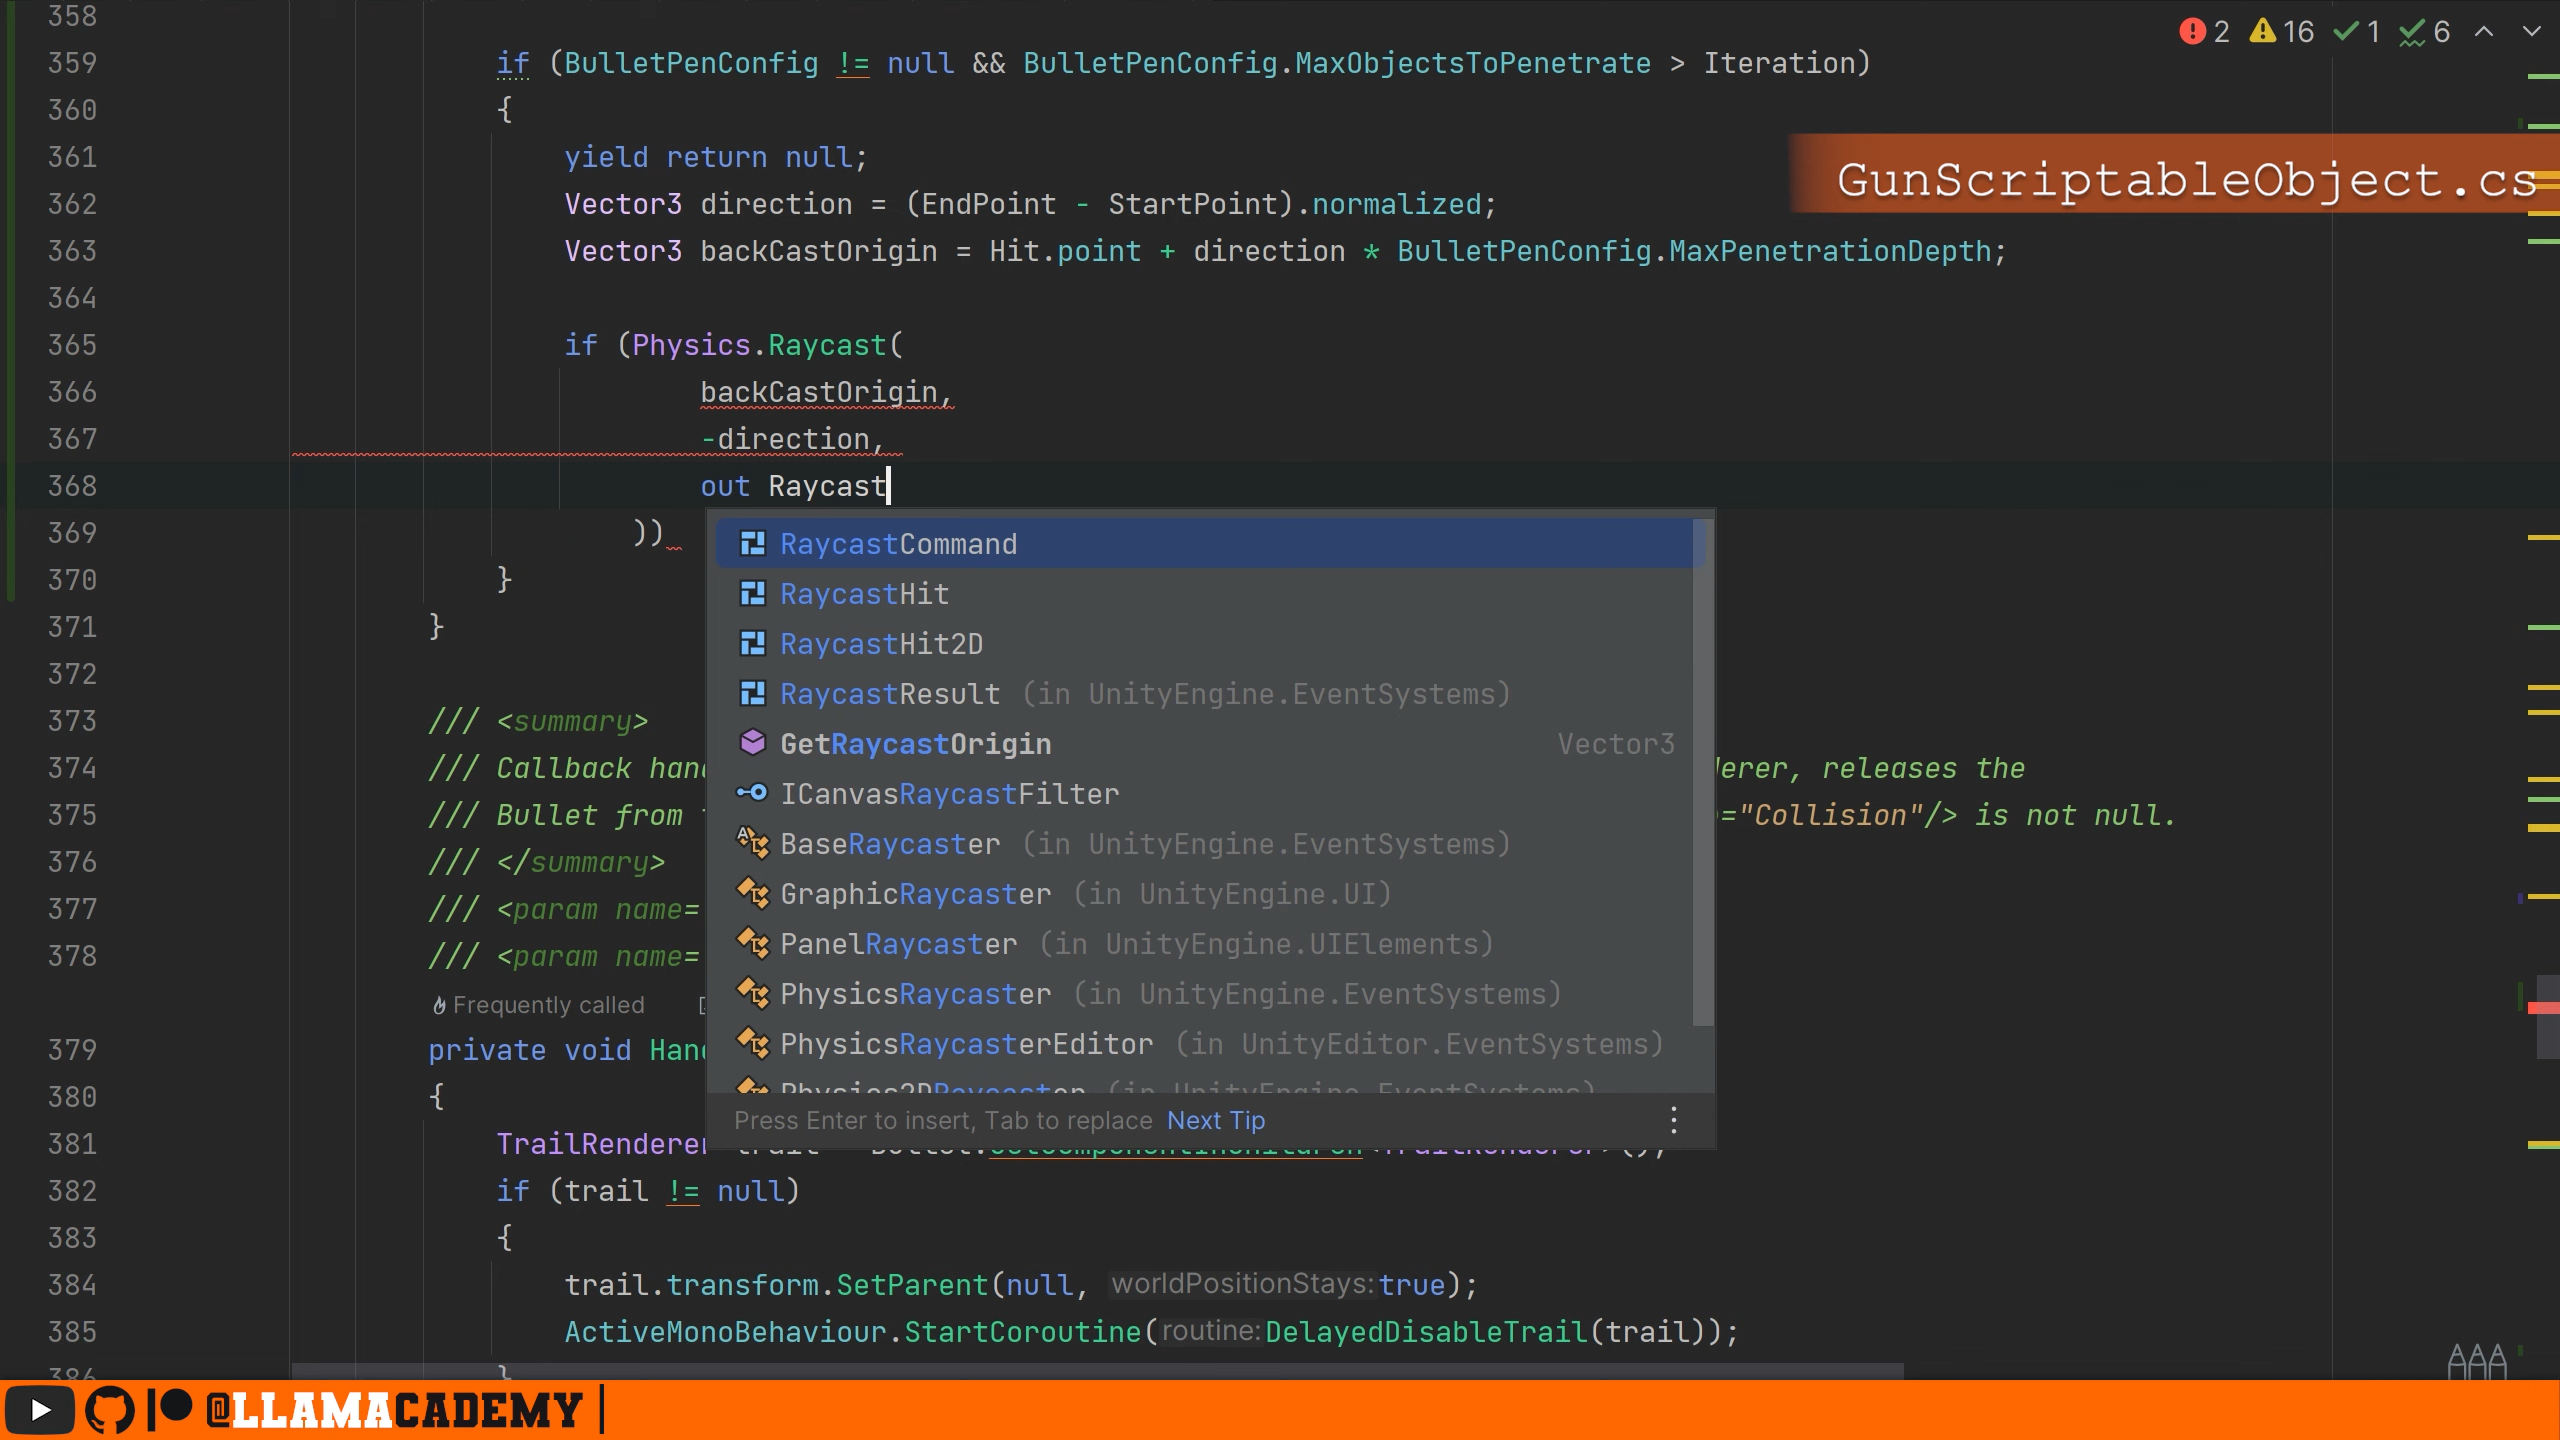 358
2 16 1 6
359 if (BulletPenConfig != null && BulletPenConfig.MaxObjectsToPenetrate > Iteration)
360 {
361 yield return null;
GunScriptableObject.cs
362 Vector3 direction = (EndPoint - StartPoint).normalized;
363 Vector3 backCastOrigin = Hit.point + direction * BulletPenConfig.MaxPenetrationDepth;
364
365 if (Physics.Raycast(
366 backCastOrigin,
367 -direction,
368 out Raycast
369 ))
370 }
371 }
372
373 /// <summary>
374 /// Callback releases the
375 /// Bullet from "Collision"/> is not null.
376 /// </summary>
377 /// <param name=
378 /// <param name=
Frequently called
379 private void
380 {
381 trail
382 if (trail != null)
383 {
384 trail.transform.SetParent(null, worldPositionStays:true);
385 ActiveMonoBehaviour.StartCoroutine(routine:DelayedDisableTrail(trail));
386 }
RaycastCommand
RaycastHit
RaycastHit2D
RaycastResult (in UnityEngine.EventSystems)
GetRaycastOrigin Vector3
ICanvasRaycastFilter
BaseRaycaster (in UnityEngine.EventSystems)
GraphicRaycaster (in UnityEngine.UI)
PanelRaycaster (in UnityEngine.UIElements)
PhysicsRaycaster (in UnityEngine.EventSystems)
PhysicsRaycasterEditor (in UnityEditor.EventSystems)
Physics2DRaycaster (in UnityEngine.EventSystems)
Press Enter to insert, Tab to replace Next Tip
@LLAMACADEMY